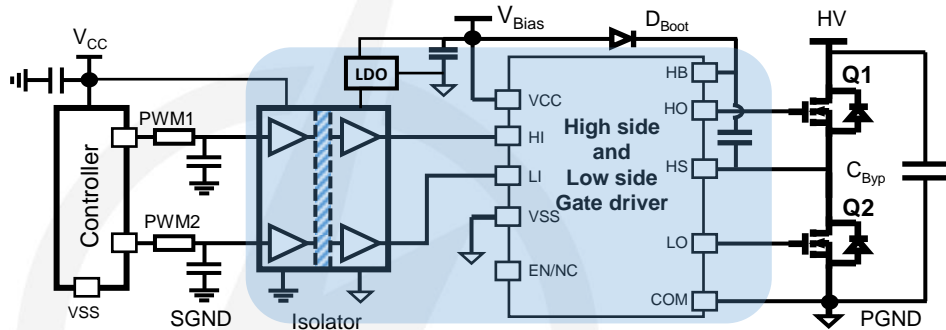 V_Bias
D_Boot
HV
V_CC
LDO
HB
Q1
PWM1
VCC
HO
HI
High side
and
Low side
Gate driver
Controller
HS
C_Byp
LI
PWM2
VSS
Q2
LO
EN/NC
VSS
SGND
Isolator
COM
PGND